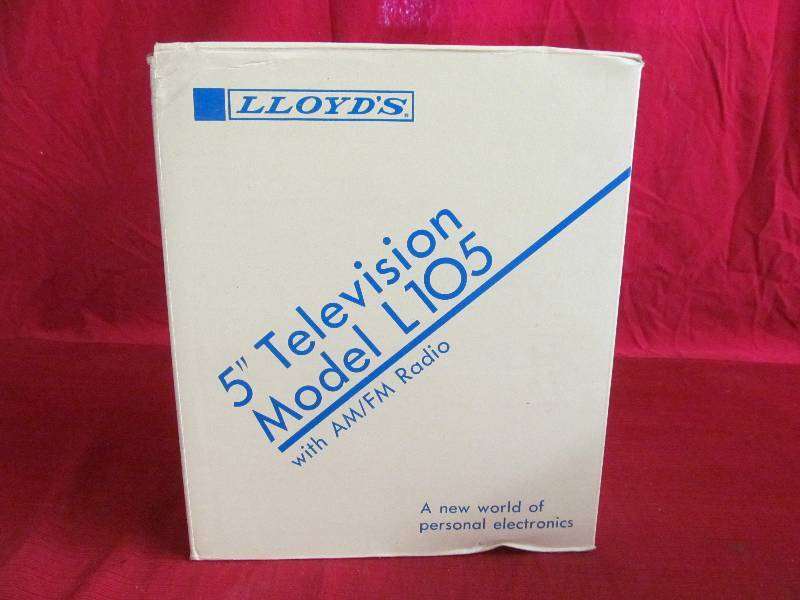 LLOYD'S®
5" Television
Model L105
with AM/FM Radio
A new world of
personal electronics